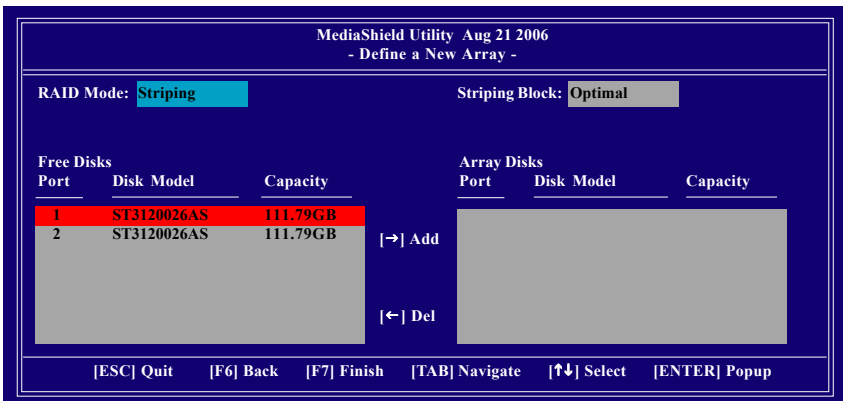 MediaShield Utility Aug 21 2006
- Define a New Array -
RAID Mode: Striping Striping Block: Optimal
Free Disks Array Disks
Port Disk Model Capacity Port Disk Model Capacity
1 ST3120026AS 111.79GB
2 ST3120026AS 111.79GB
[→] Add
[←] Del
[ESC] Quit [F6] Back [F7] Finish [TAB] Navigate [↑↓] Select [ENTER] Popup